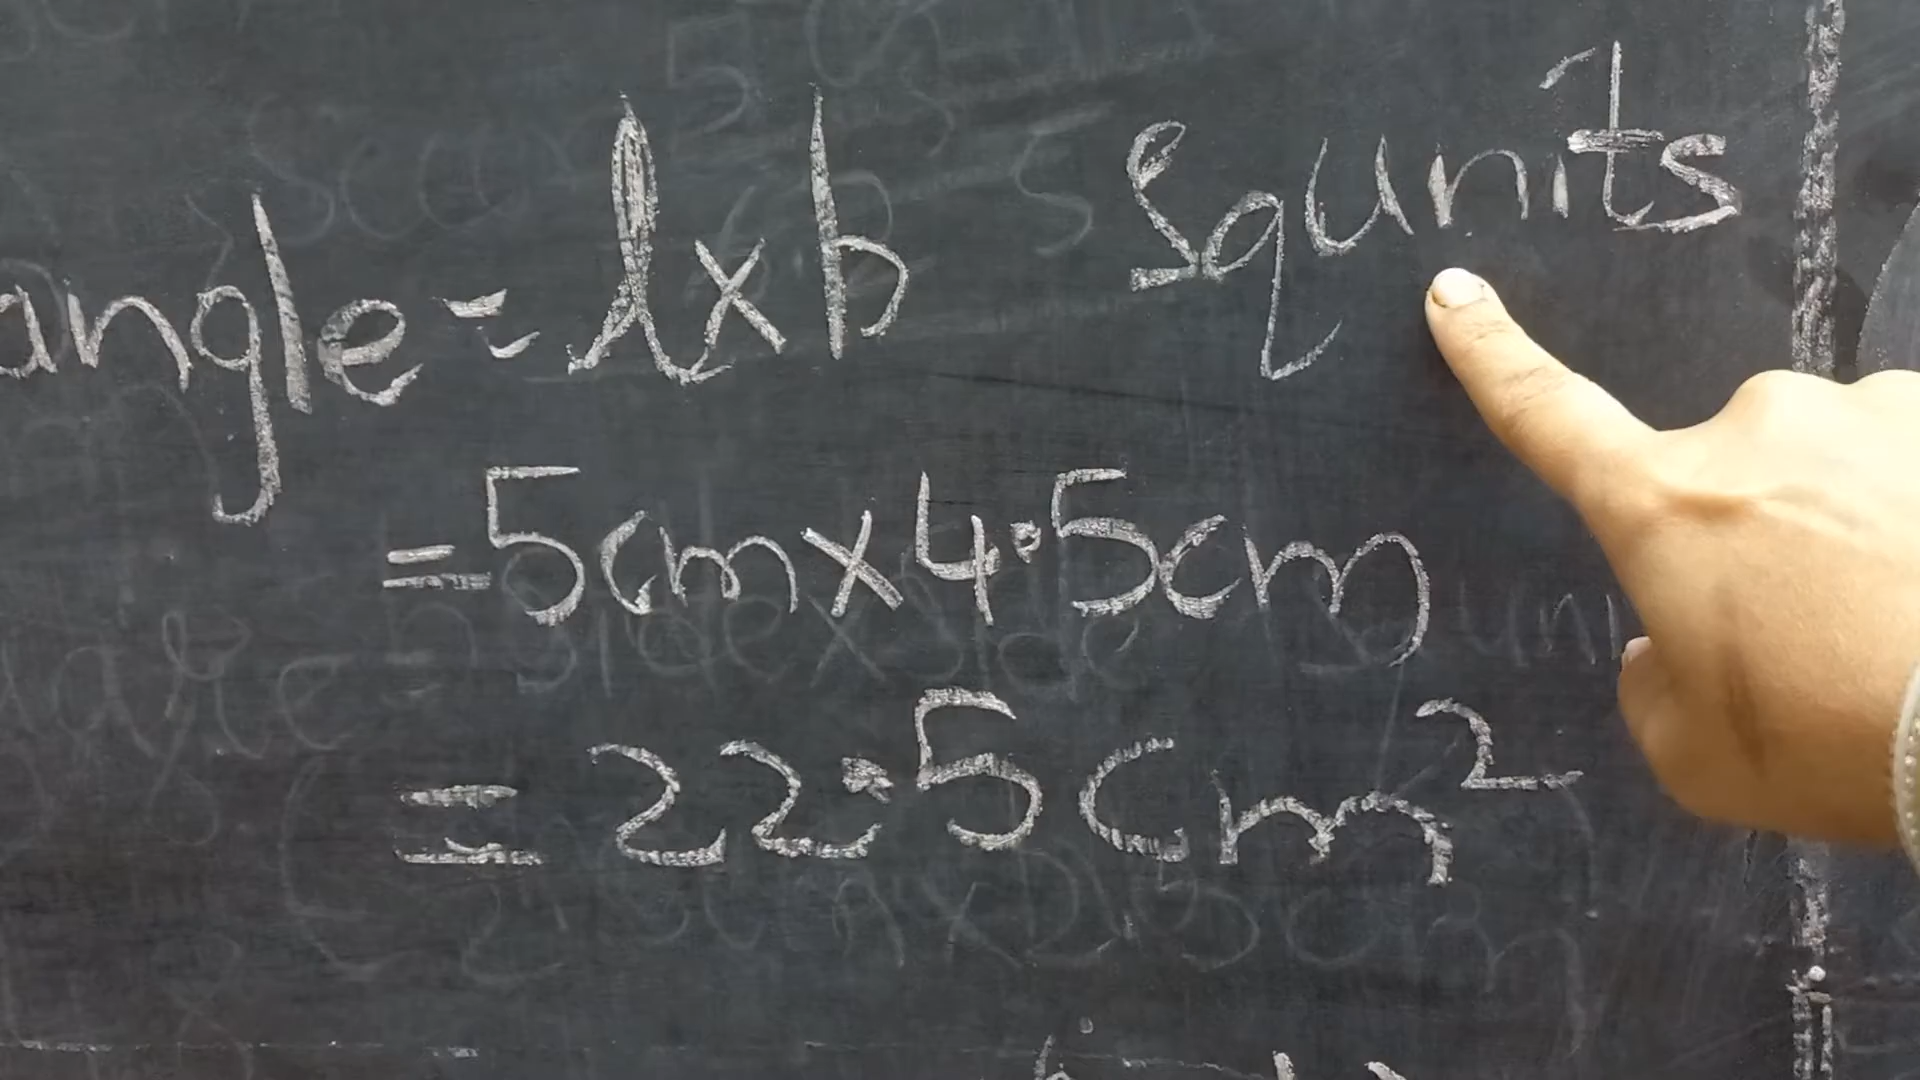 angle = l x b squnits
= 5cm x 4.5cm
= 22.5cm²